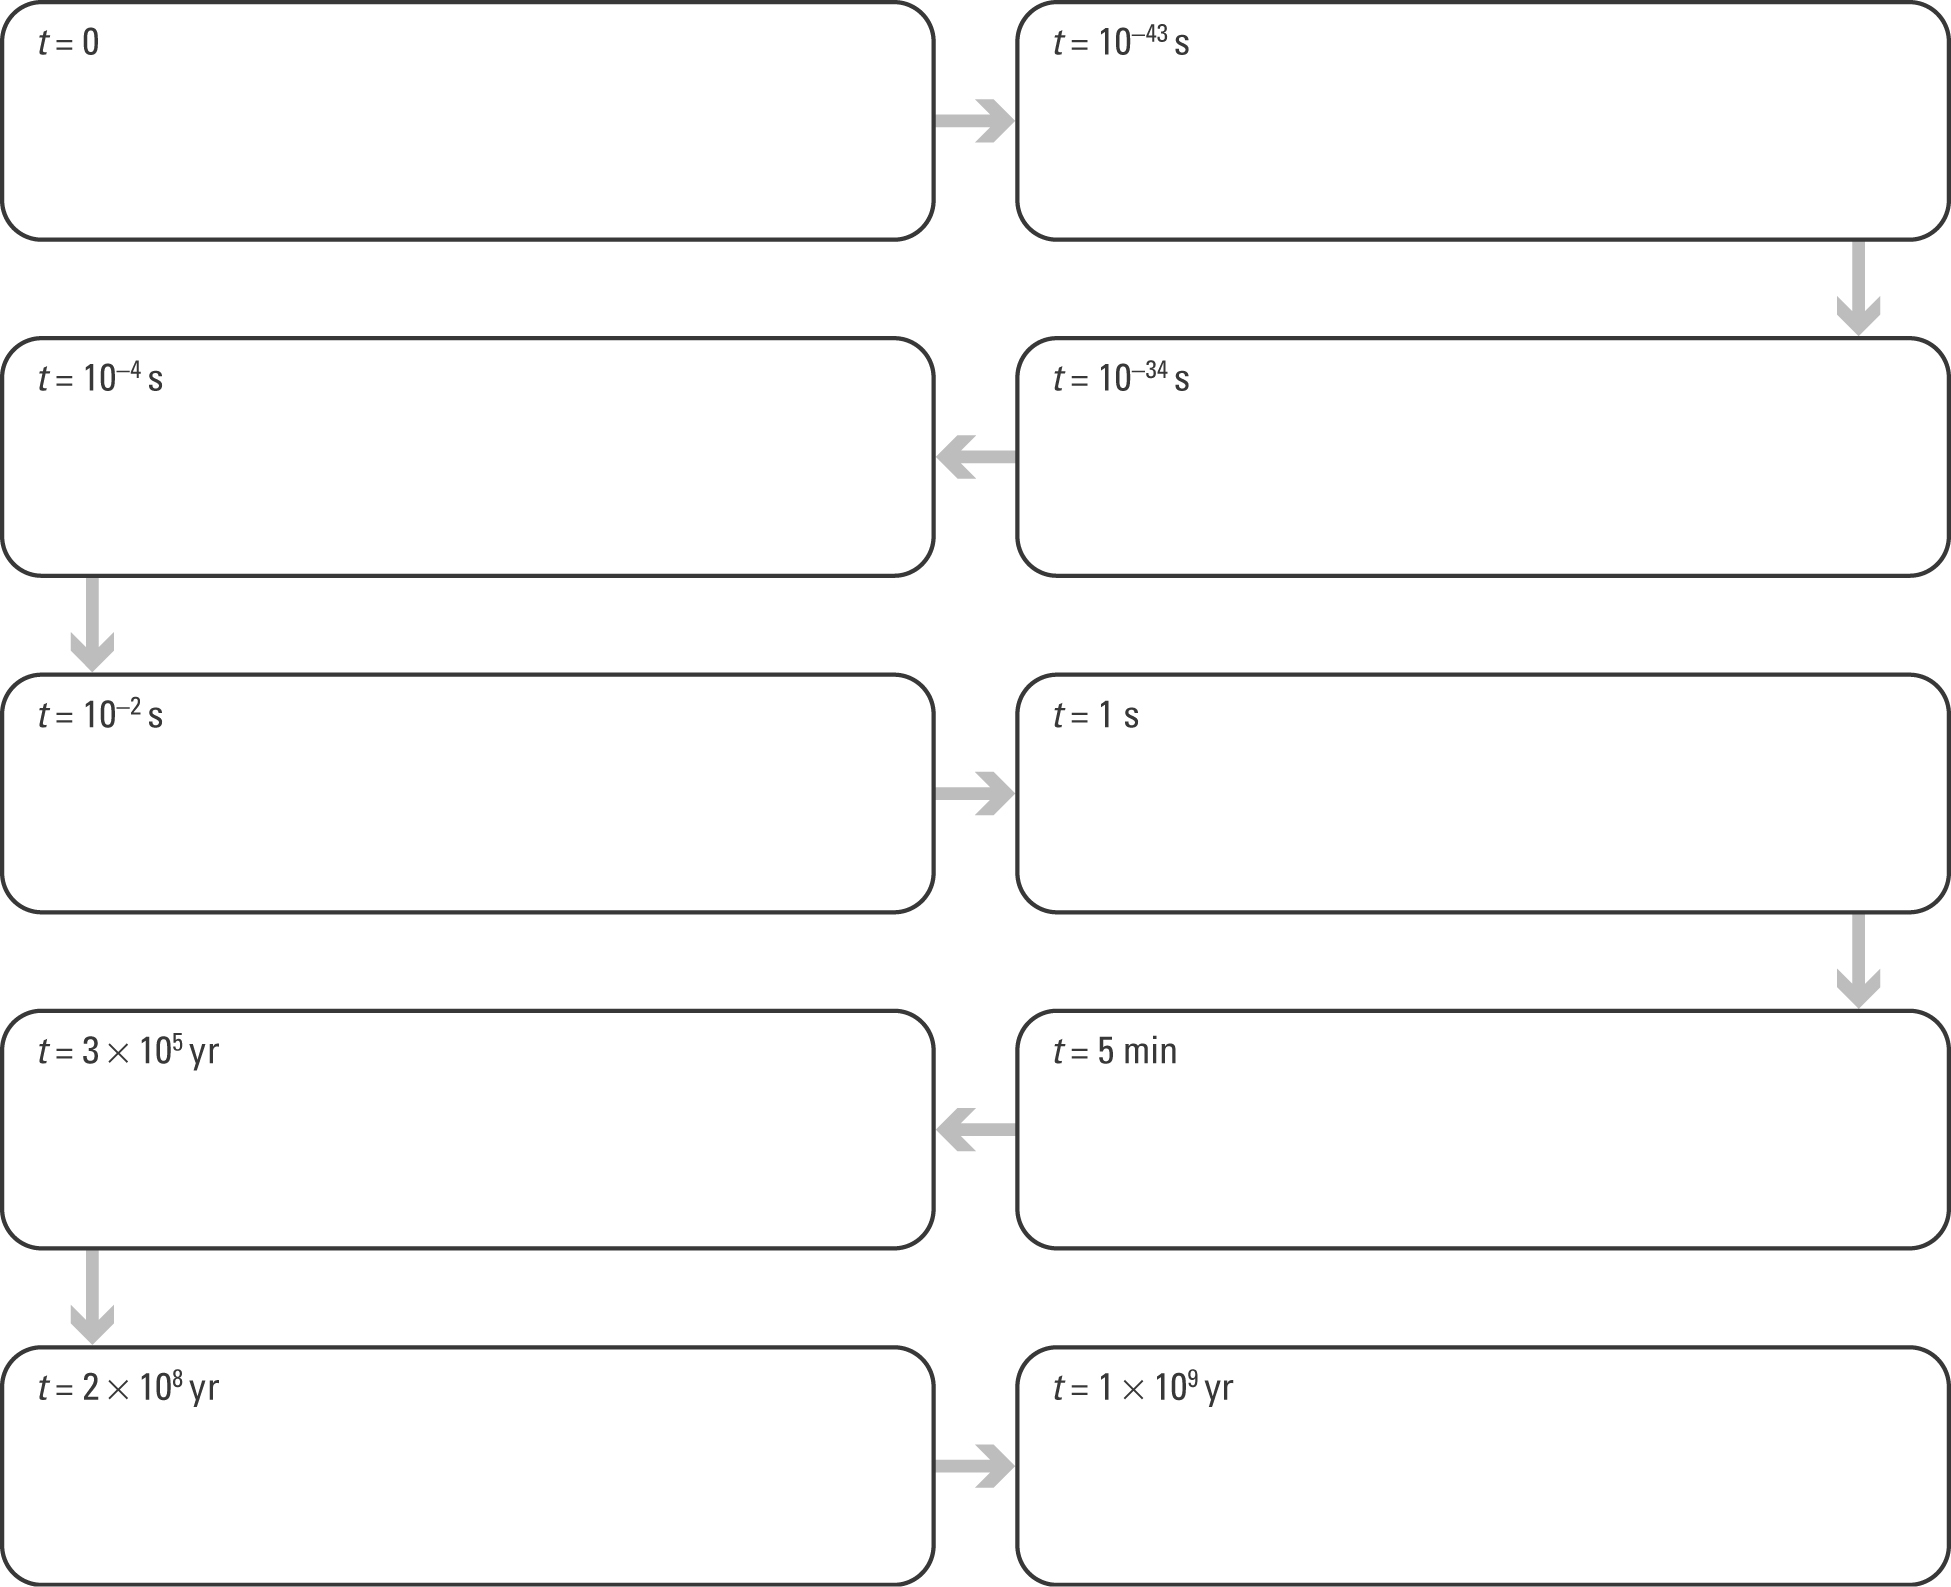 t = 0
t = 10⁻⁴³ s
t = 10⁻⁴ s
t = 10⁻³⁴ s
t = 10⁻² s
t = 1 s
t = 3 × 10⁵ yr
t = 5 min
t = 2 × 10⁸ yr
t = 1 × 10⁹ yr